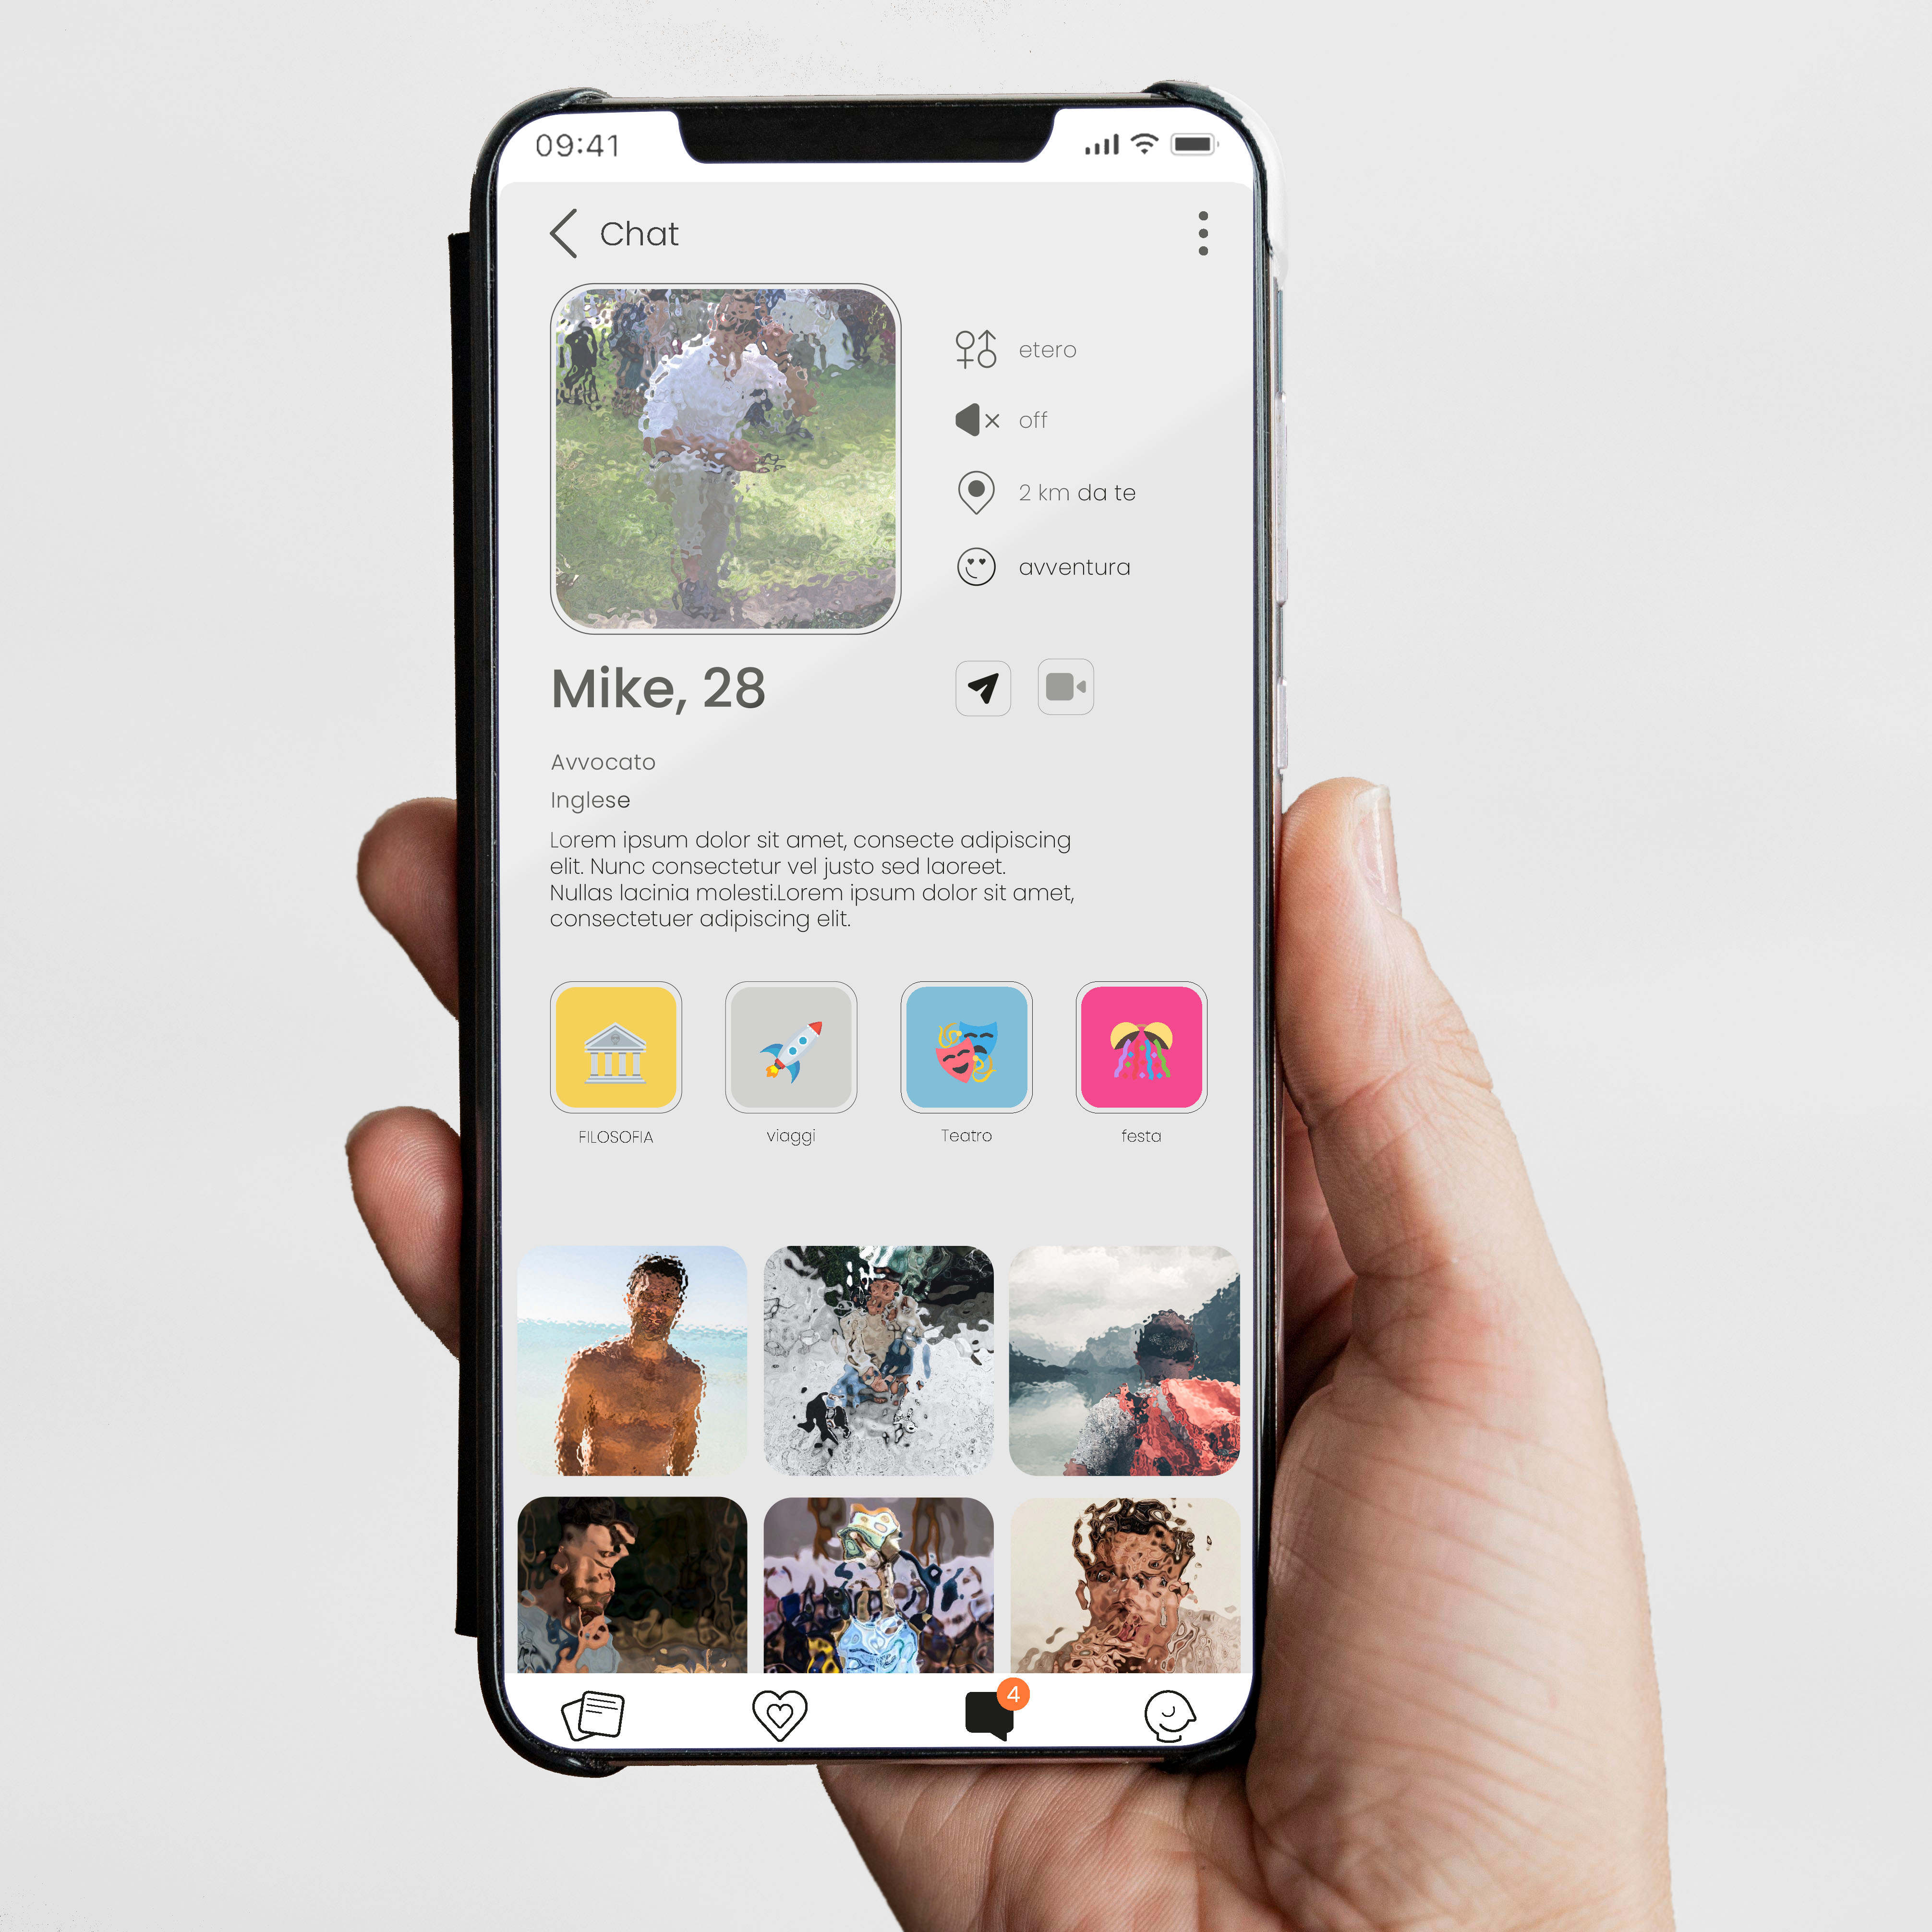 09:41
Chat
etero
off
2 km da te
avventura
Mike, 28
Avvocato
Inglese
Lorem ipsum dolor sit amet, consecte adipiscing
elit. Nunc consectetur vel justo sed laoreet.
Nullas lacinia molesti.Lorem ipsum dolor sit amet,
consectetuer adipiscing elit.
FILOSOFIA
viaggi
Teatro
festa
4